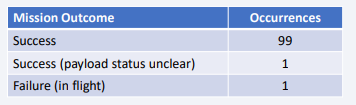 Mission Outcome Occurrences
Success 99
Success (payload status unclear) 1
Failure (in flight) 1